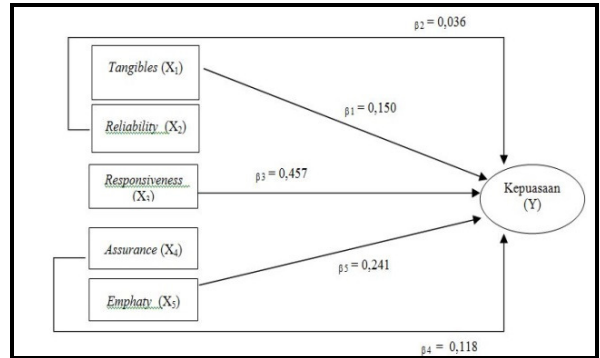 β2 = 0,036
Tangibles (X1)
β1 = 0,150
Reliability (X2)
Responsiveness
(X3)
β3 = 0,457
Kepuasaan
(Y)
Assurance (X4)
β5 = 0,241
Emphaty (X5)
β4 = 0,118